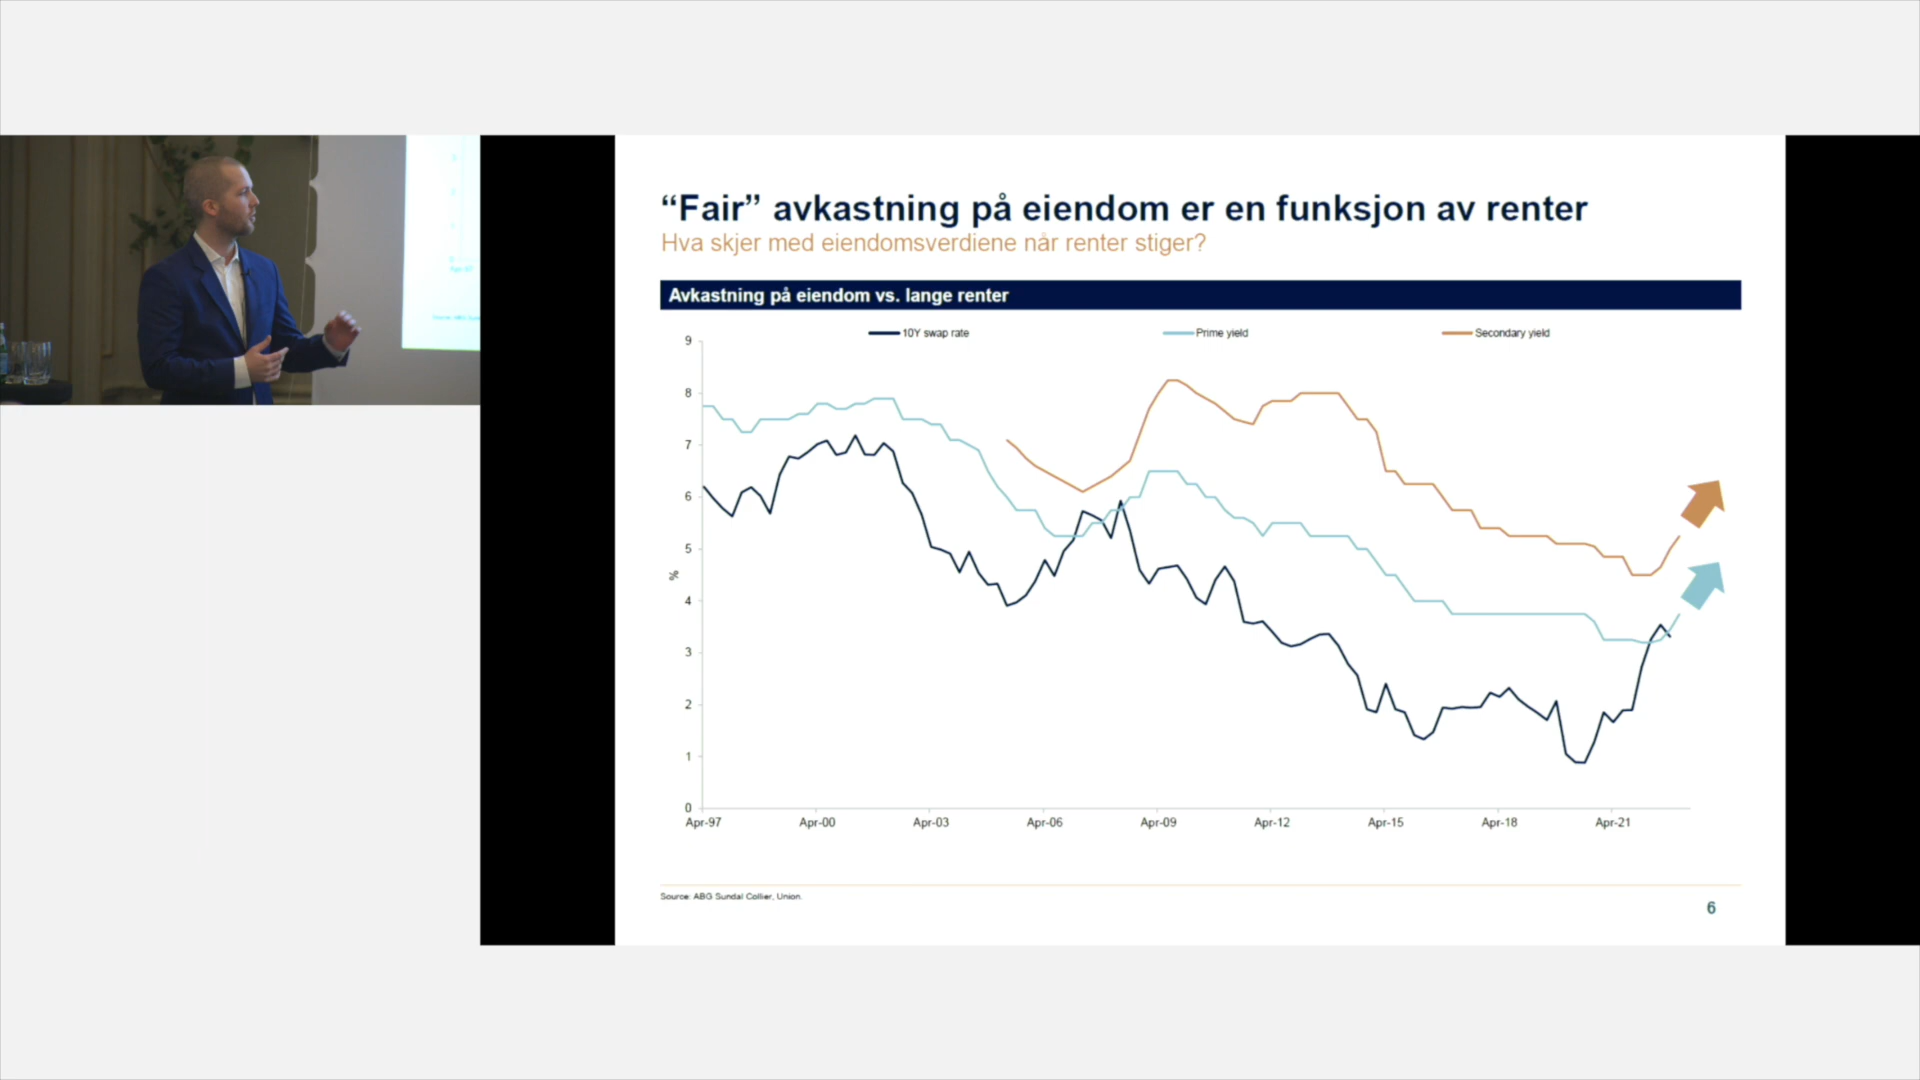 “Fair” avkastning på eiendom er en funksjon av renter
Hva skjer med eiendomsverdiene når renter stiger?
Avkastning på eiendom vs. lange renter
10Y swap rate Prime yield Secondary yield
9
8
7
6
5
%
4
3
2
1
0
Apr-97 Apr-00 Apr-03 Apr-06 Apr-09 Apr-12 Apr-15 Apr-18 Apr-21
Source: ABG Sundal Collier, Union.
6